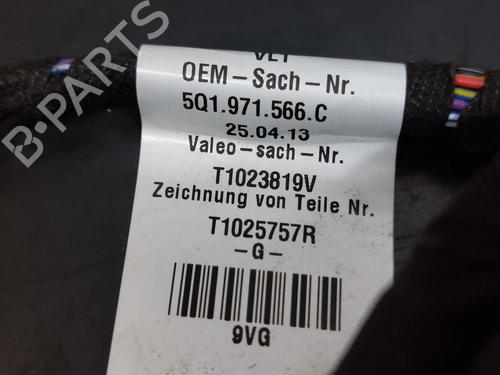 VLT
OEM-Sach-Nr.
5Q1.971.566.C
25.04.13
Valeo-sach-Nr.
T1023819V
Zeichnung von Teile Nr.
T1025757R
-G-
9VG
B-PARTS